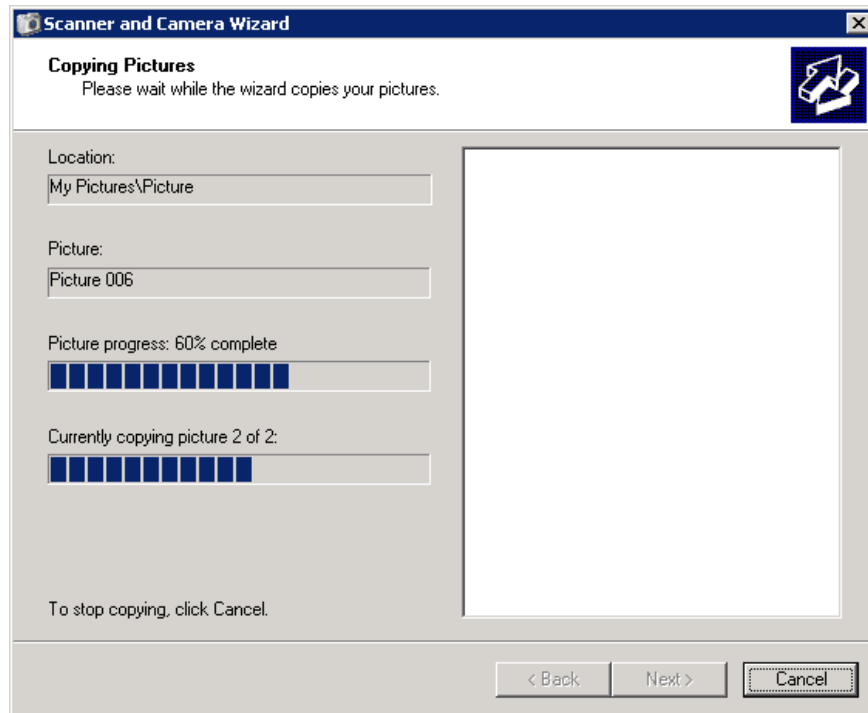 Scanner and Camera Wizard
Copying Pictures
Please wait while the wizard copies your pictures.
Location:
My Pictures\Picture
Picture:
Picture 006
Picture progress: 60% complete
Currently copying picture 2 of 2:
To stop copying, click Cancel.
< Back
Next >
Cancel